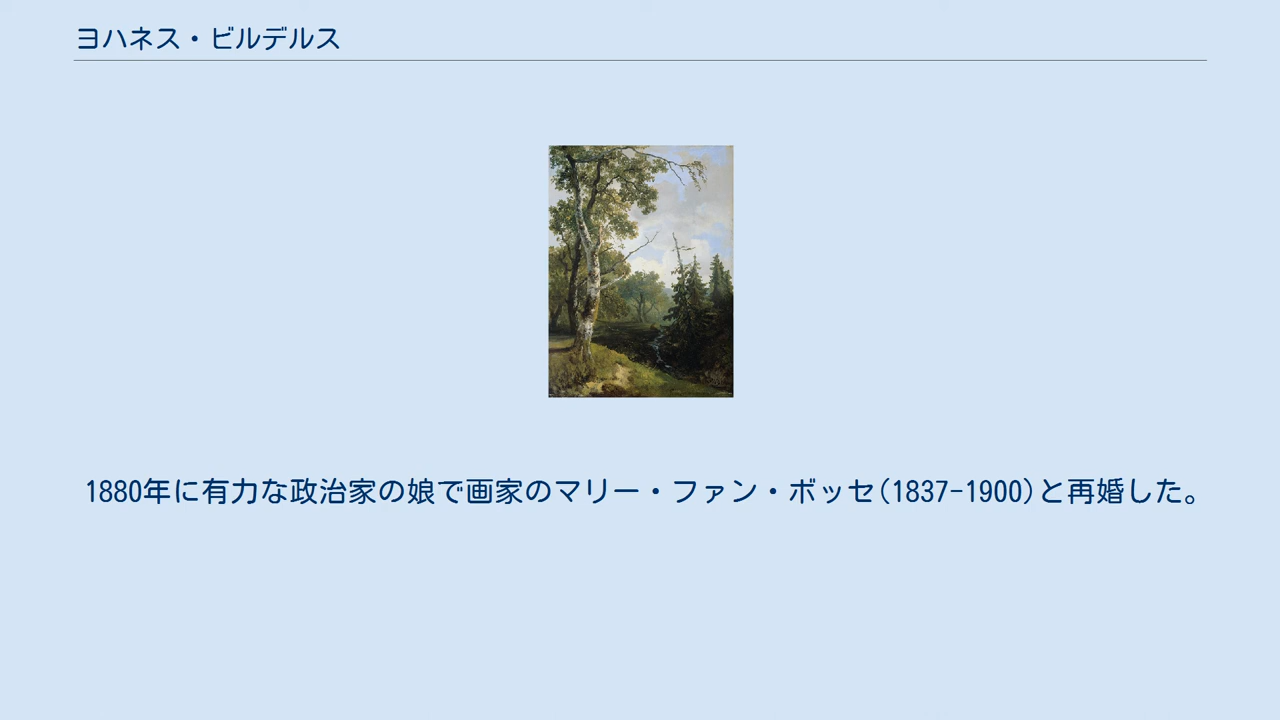 ヨハネス・ビルデルス
1880年に有力な政治家の娘で画家のマリー・ファン・ボッセ(1837-1900)と再婚した。